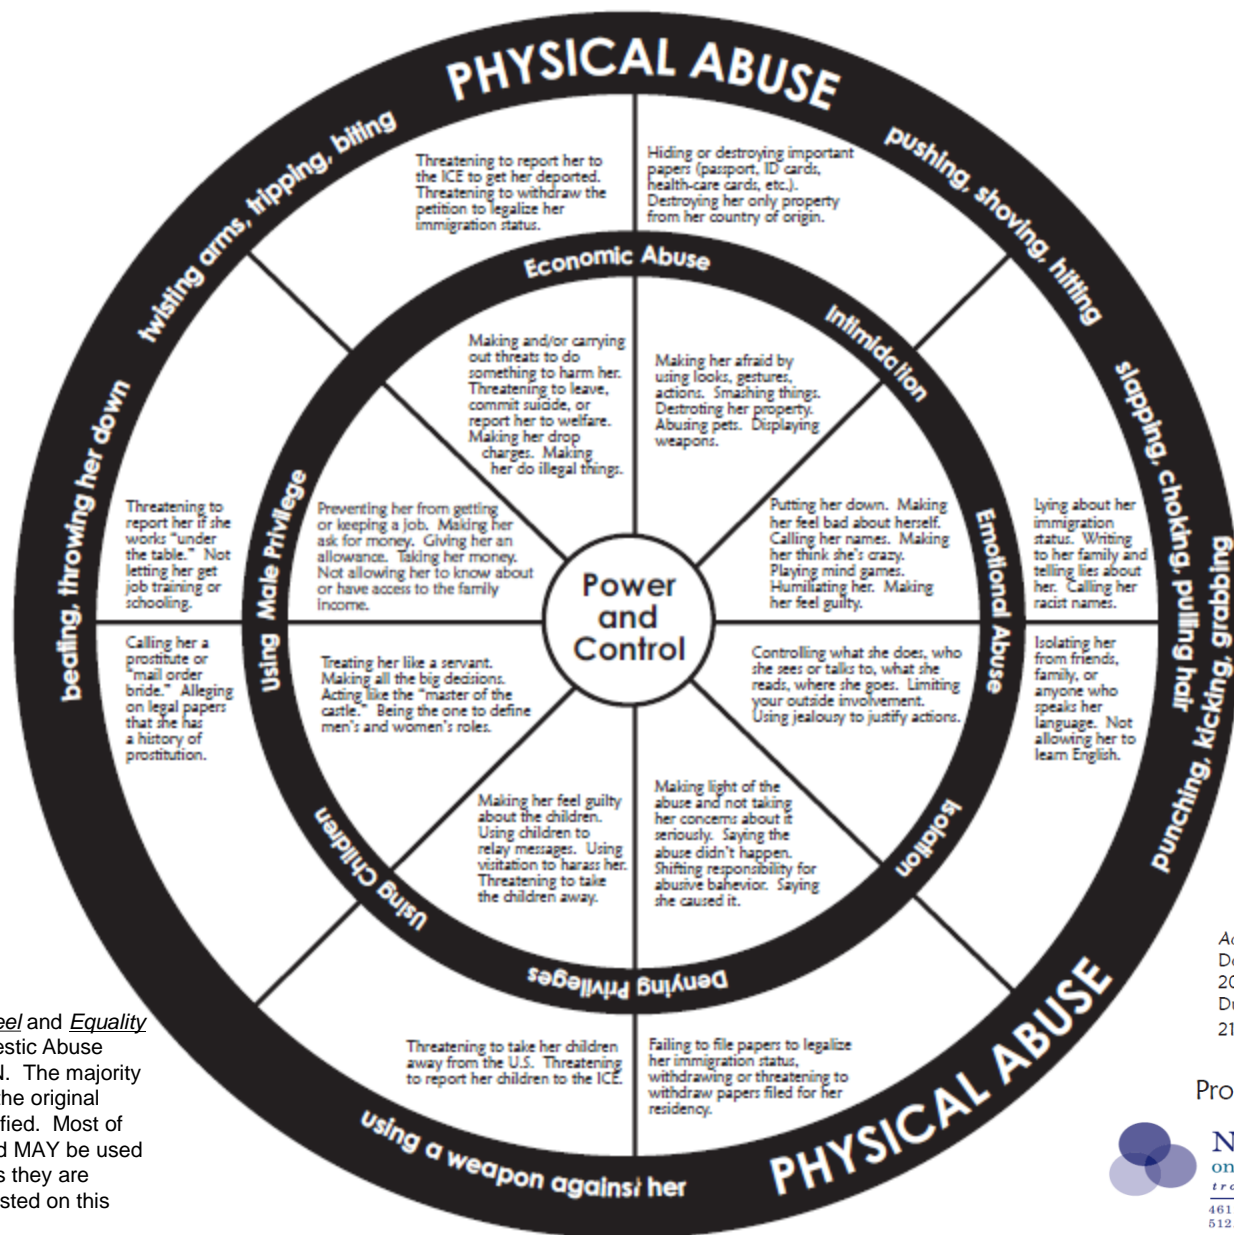 PHYSICAL ABUSE
twisting arms, tripping, biting
pushing, shoving, hitting
slapping, choking, pulling hair
punching, kicking, grabbing
beating, throwing her down
using a weapon against her
PHYSICAL ABUSE
Threatening to report her to
the ICE to get her deported.
Threatening to withdraw the
petition to legalize her
immigration status.
Hiding or destroying important
papers (passport, ID cards,
health-care cards, etc.).
Destroying her only property
from her country of origin.
Economic Abuse
Intimidation
Emotional Abuse
Isolation
Denying Privileges
Using Children
Using Male Privilege
Making and/or carrying
out threats to do
something to harm her.
Threatening to leave,
commit suicide, or
report her to welfare.
Making her drop
charges. Making
her do illegal things.
Making her afraid by
using looks, gestures,
actions. Smashing things.
Destroting her property.
Abusing pets. Displaying
weapons.
Threatening to
report her if she
works "under
the table." Not
letting her get
job training or
schooling.
Preventing her from getting
or keeping a job. Making her
ask for money. Giving her an
allowance. Taking her money.
Not allowing her to know about
or have access to the family
income.
Power
and
Control
Putting her down. Making
her feel bad about herself.
Calling her names. Making
her think she's crazy.
Playing mind games.
Humiliating her. Making
her feel guilty.
Lying about her
immigration
status. Writing
to her family and
telling lies about
her. Calling her
racist names.
Calling her a
prostitute or
"mail order
bride." Alleging
on legal papers
that she has
a history of
prostitution.
Treating her like a servant.
Making all the big decisions.
Acting like the "master of the
castle." Being the one to define
men's and women's roles.
Controlling what she does, who
she sees or talks to, what she
reads, where she goes. Limiting
your outside involvement.
Using jealousy to justify actions.
Isolating her
from friends,
family, or
anyone who
speaks her
language. Not
allowing her to
learn English.
Making her feel guilty
about the children.
Using children to
relay messages. Using
visitation to harass her.
Threatening to take
the children away.
Making light of the
abuse and not taking
her concerns about it
seriously. Saying the
abuse didn't happen.
Shifting responsibility for
abusive bahevior. Saying
she caused it.
Threatening to take her children
away from the U.S. Threatening
to report her children to the ICE.
Failing to file papers to legalize
her immigration status,
withdrawing or threatening to
withdraw papers filed for her
residency.
eel and Equality
estic Abuse
N. The majority
the original
fied. Most of
d MAY be used
s they are
sted on this
Du
21
Pro
N
on
461
512.